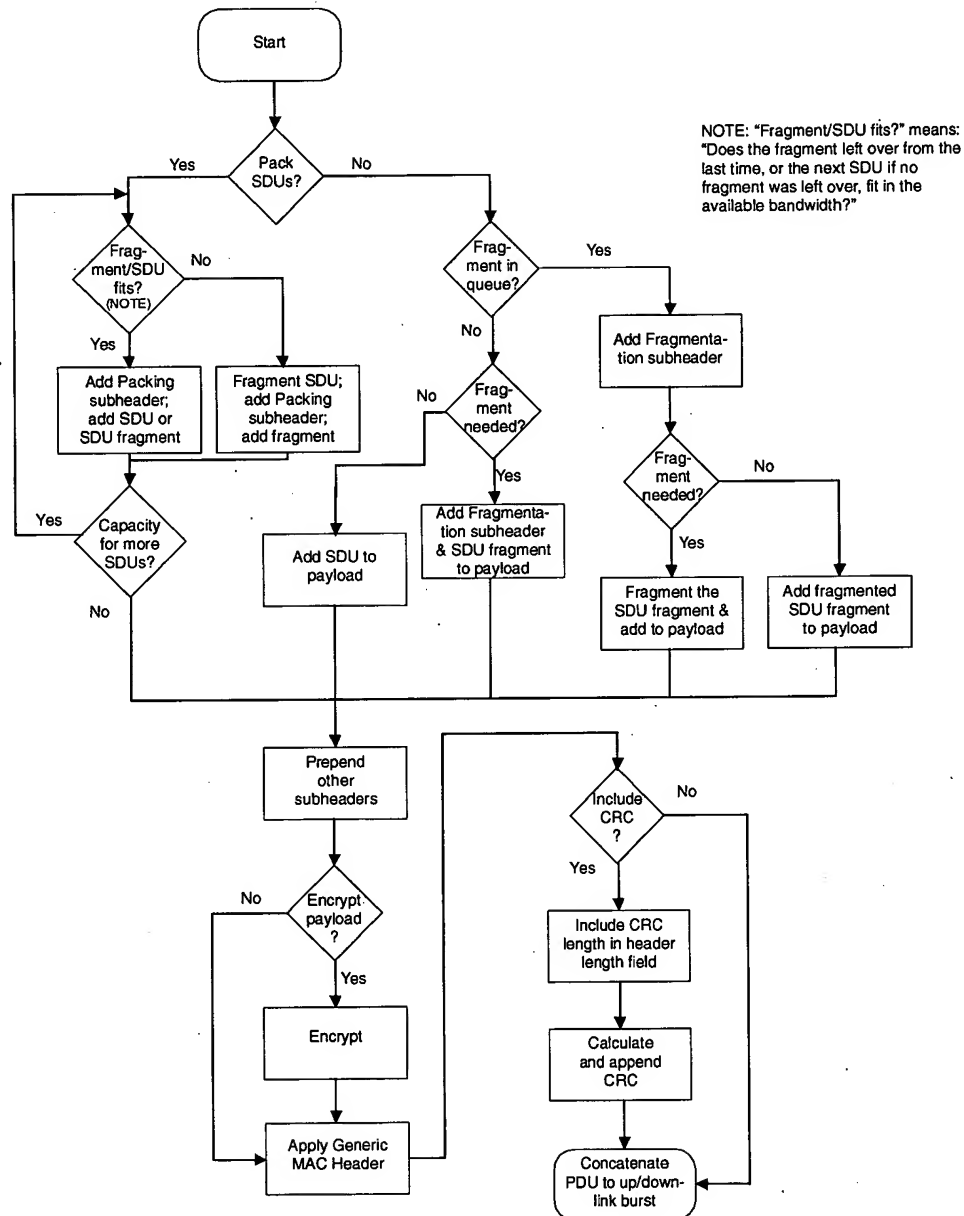 Start
NOTE: "Fragment/SDU fits?" means:
"Does the fragment left over from the
last time, or the next SDU if no
fragment was left over, fit in the
available bandwidth?"
Yes
Pack
SDUs?
No
Frag-
ment/SDU
fits?
(NOTE)
No
Yes
Frag-
ment in
queue?
Yes
No
Add Fragmenta-
tion subheader
Add Packing
subheader;
add SDU or
SDU fragment
Fragment SDU;
add Packing
subheader;
add fragment
No
Frag-
ment
needed?
Yes
Frag-
ment
needed?
No
Yes
Yes
Capacity
for more
SDUs?
No
Add SDU to
payload
Add Fragmenta-
tion subheader
& SDU fragment
to payload
Fragment the
SDU fragment &
add to payload
Add fragmented
SDU fragment
to payload
Prepend
other
subheaders
Include
CRC
?
No
Yes
No
Encrypt
payload
?
Yes
Include CRC
length in header
length field
Encrypt
Calculate
and append
CRC
Apply Generic
MAC Header
Concatenate
PDU to up/down-
link burst